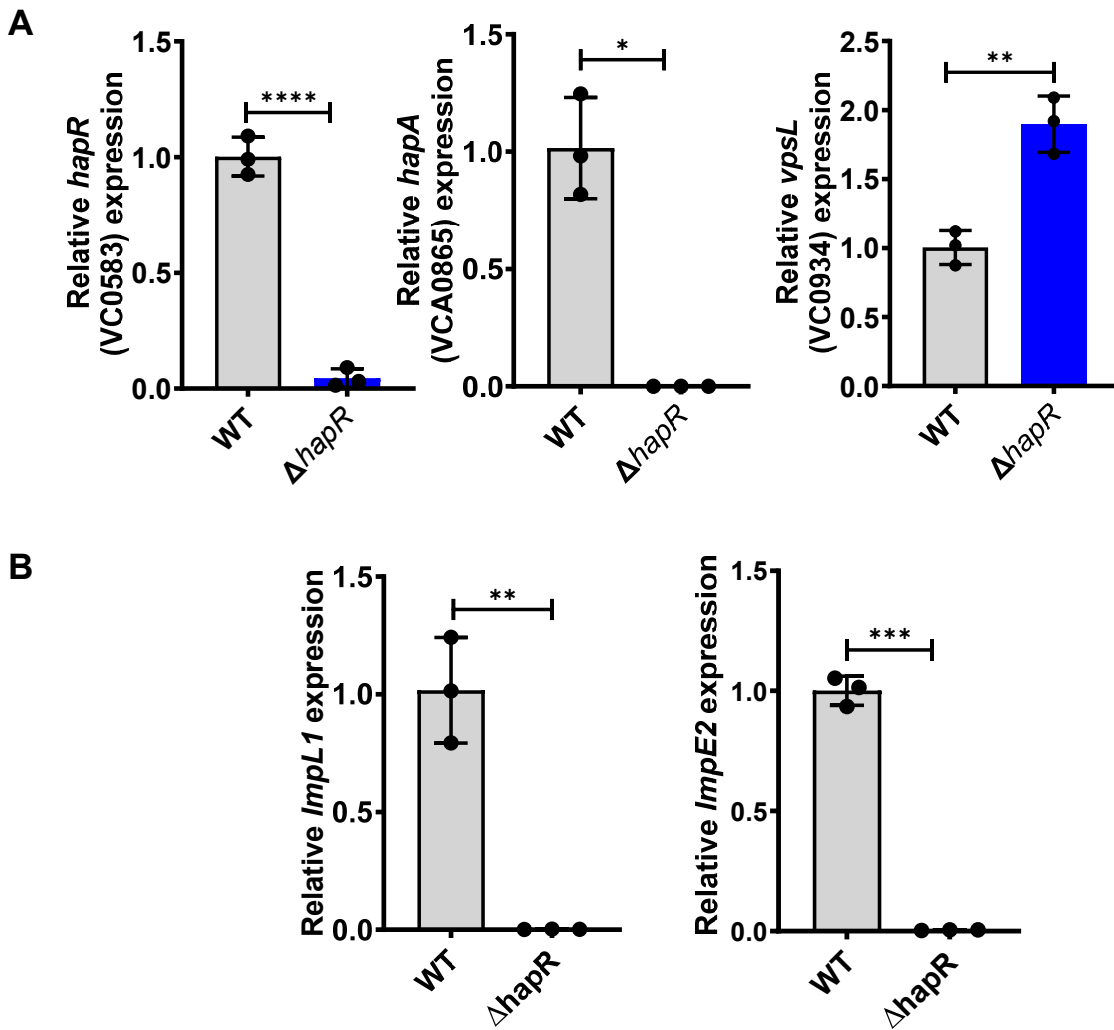 A
Relative hapR
(VC0583) expression
1.5
1.0
0.5
0.0
****
WT
ΔhapR
Relative hapA
(VCA0865) expression
1.5
1.0
0.5
0.0
*
WT
ΔhapR
Relative vpsL
(VC0934) expression
2.5
2.0
1.5
1.0
0.5
0.0
**
WT
ΔhapR
B
Relative lmpL1 expression
1.5
1.0
0.5
0.0
**
WT
ΔhapR
Relative lmpE2 expression
1.5
1.0
0.5
0.0
***
WT
ΔhapR